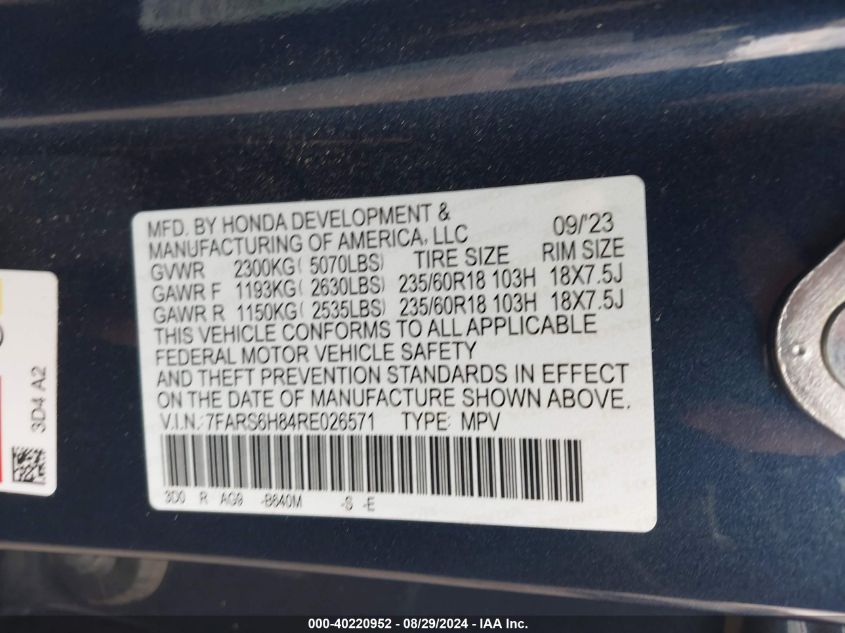 MFD. BY HONDA DEVELOPMENT & 09/'23
MANUFACTURING OF AMERICA, LLC
GVWR 2300KG( 5070LBS) TIRE SIZE RIM SIZE
GAWR F 1193KG( 2630LBS) 235/60R18 103H 18X7.5J
GAWR R 1150KG( 2535LBS) 235/60R18 103H 18X7.5J
THIS VEHICLE CONFORMS TO ALL APPLICABLE
FEDERAL MOTOR VEHICLE SAFETY
AND THEFT PREVENTION STANDARDS IN EFFECT
ON THE DATE OF MANUFACTURE SHOWN ABOVE.
V.I.N.: 7FARS6H84RE026571 TYPE: MPV
3D0 R AG9 -B640M -S -E
3D4 A2
000-40220952 - 08/29/2024 - IAA Inc.